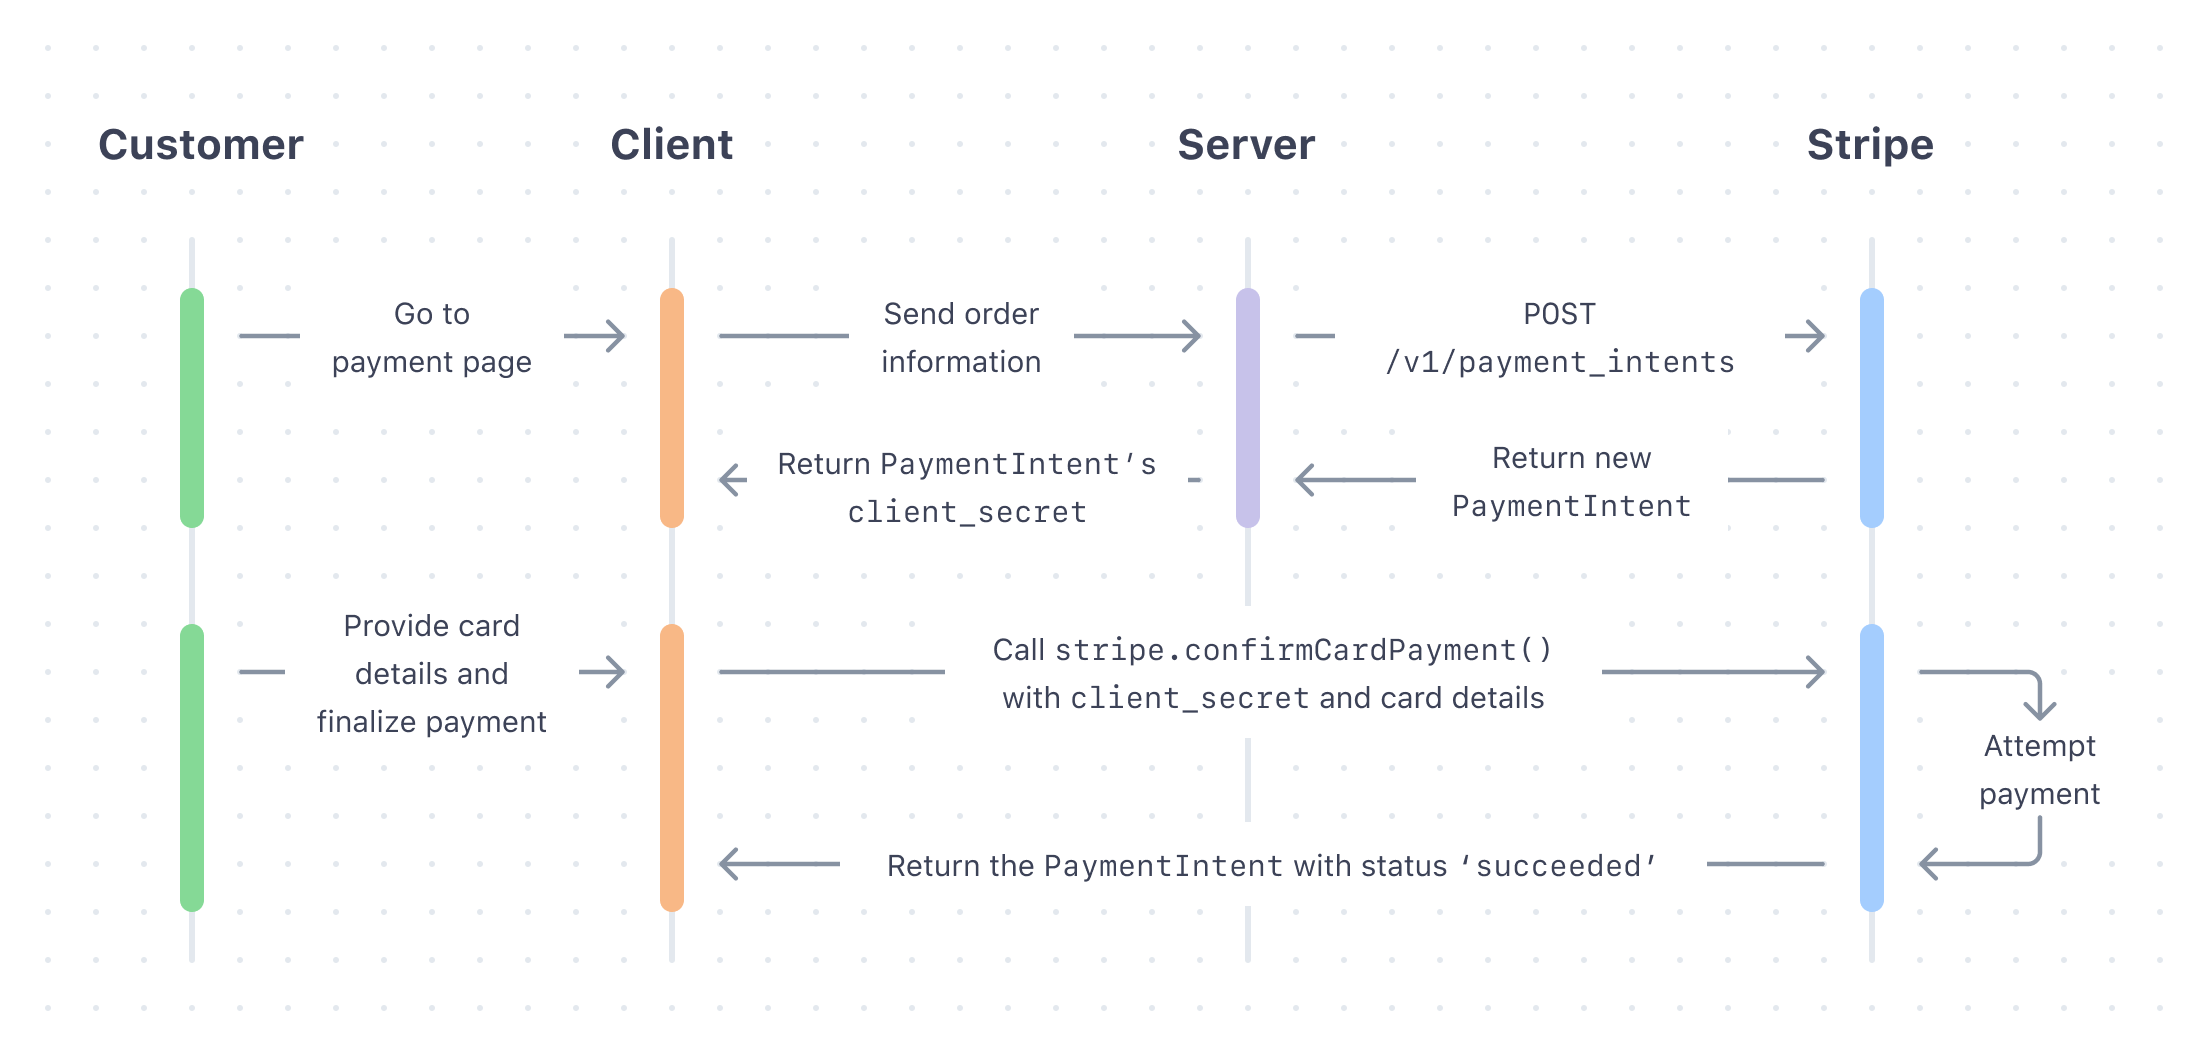 Customer
Client
Server
Stripe
Go to
payment page
Send order
information
POST
/v1/payment_intents
Return PaymentIntent’s
client_secret
Return new
PaymentIntent
Provide card
details and
finalize payment
Call stripe.confirmCardPayment()
with client_secret and card details
Attempt
payment
Return the PaymentIntent with status ‘succeeded’